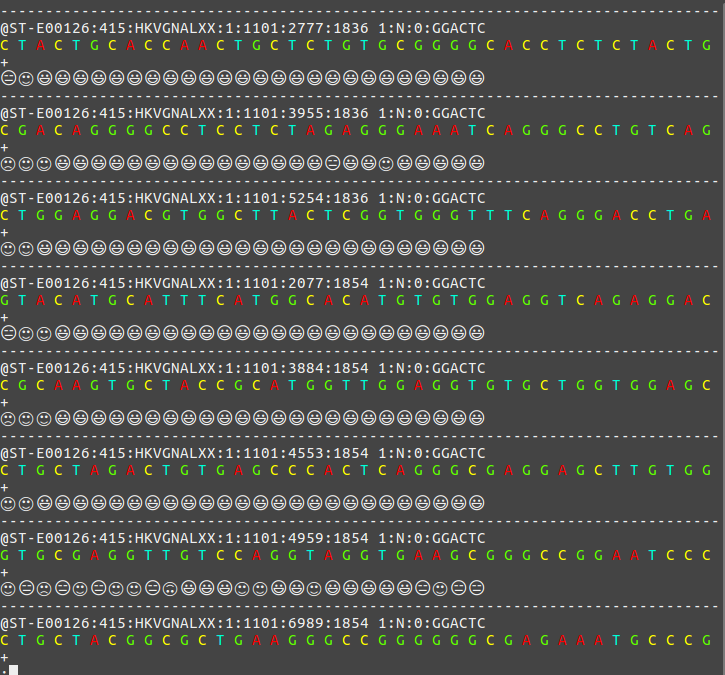 --------------------------------------------------------------------------------
@ST-E00126:415:HKVGNALXX:1:1101:2777:1836 1:N:0:GGACTC
C T A C T G C A C C A A C T G C T C T G T G C G G G G C A C C T C T C T A C T G
+
😑🙂😃😃😃😃😃😃😃😃😃😃😃😃😃😃😃😃😃😃😃😃😃😃😃😃😃
--------------------------------------------------------------------------------
@ST-E00126:415:HKVGNALXX:1:1101:3955:1836 1:N:0:GGACTC
C G A C A G G G G C C T C C T C T A G A G G G A A A T C A G G G C C T G T C A G
+
🙁🙂🙂😃😃😃😃😃😃😃😃😃😃😃😃😃😃😃😑😃😃🙂😃😃😃😃😃
--------------------------------------------------------------------------------
@ST-E00126:415:HKVGNALXX:1:1101:5254:1836 1:N:0:GGACTC
C T G G A G G A C G T G G C T T A C T C G G T G G G T T T C A G G G A C C T G A
+
🙂🙂😃😃😃😃😃😃😃😃😃😃😃😃😃😃😃😃😃😃😃😃😃😃😃😃😃
--------------------------------------------------------------------------------
@ST-E00126:415:HKVGNALXX:1:1101:2077:1854 1:N:0:GGACTC
G T A C A T G C A T T T C A T G G C A C A T G T G T G G A G G T C A G A G G A C
+
😑🙂🙂😃😃😃😃😃😃😃😃😃😃😃😃😃😃😃😃😃😃😃😃😃😃😃😃
--------------------------------------------------------------------------------
@ST-E00126:415:HKVGNALXX:1:1101:3884:1854 1:N:0:GGACTC
C G C A A G T G C T A C C G C A T G G T T G G A G G T G T G C T G G T G G A G C
+
🙁🙂🙂😃😃😃😃😃😃😃😃😃😃😃😃😃😃😃😃😃😃😃😃😃😃😃😃
--------------------------------------------------------------------------------
@ST-E00126:415:HKVGNALXX:1:1101:4553:1854 1:N:0:GGACTC
C T G C T A G A C T G T G A G C C C A C T C A G G G C G A G G A G C T T G T G G
+
🙂🙂😃😃😃😃😃😃😃😃😃😃😃😃😃😃😃😃😃😃😃😃😃😃😃😃😃
--------------------------------------------------------------------------------
@ST-E00126:415:HKVGNALXX:1:1101:4959:1854 1:N:0:GGACTC
G T G C G A G G T T G T C C A G G T A G G T G A A G C G G G C C G G A A T C C C
+
🙂😑🙁😑🙂😑🙂🙂😑🙃😃😃😃🙂🙂😃😃🙂😃😃😃😃😃😑🙂😑😑
--------------------------------------------------------------------------------
@ST-E00126:415:HKVGNALXX:1:1101:6989:1854 1:N:0:GGACTC
C T G C T A C G G C G C T G A A G G G C C G G G G G G C G A G A A A T G C C C G
+
: